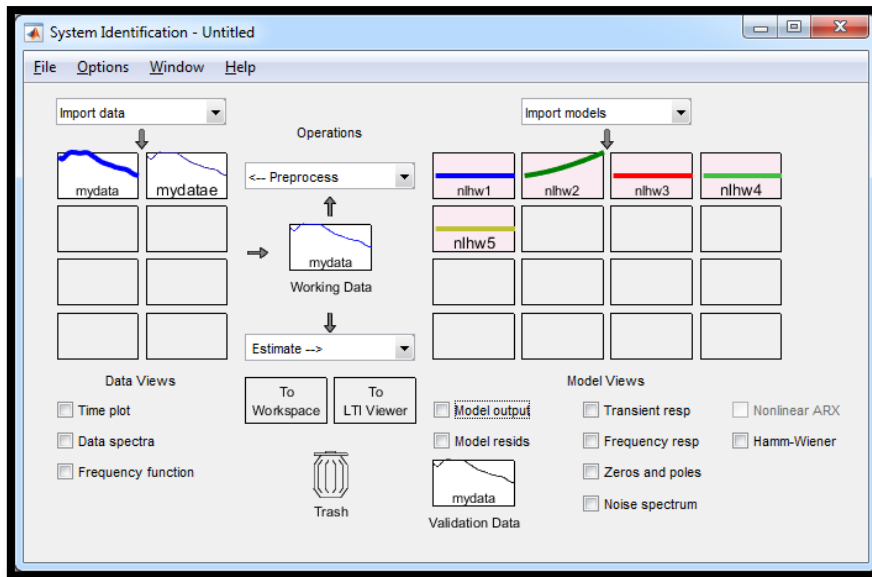 System Identification - Untitled
File Options Window Help
Import data
Import models
Operations
mydata
mydatae
<-- Preprocess
nlhw1
nlhw2
nlhw3
nlhw4
nlhw5
mydata
Working Data
Estimate -->
Data Views
Model Views
To
Workspace
To
LTI Viewer
Time plot
Data spectra
Frequency function
Model output
Transient resp
Nonlinear ARX
Model resids
Frequency resp
Hamm-Wiener
Zeros and poles
Noise spectrum
Trash
mydata
Validation Data